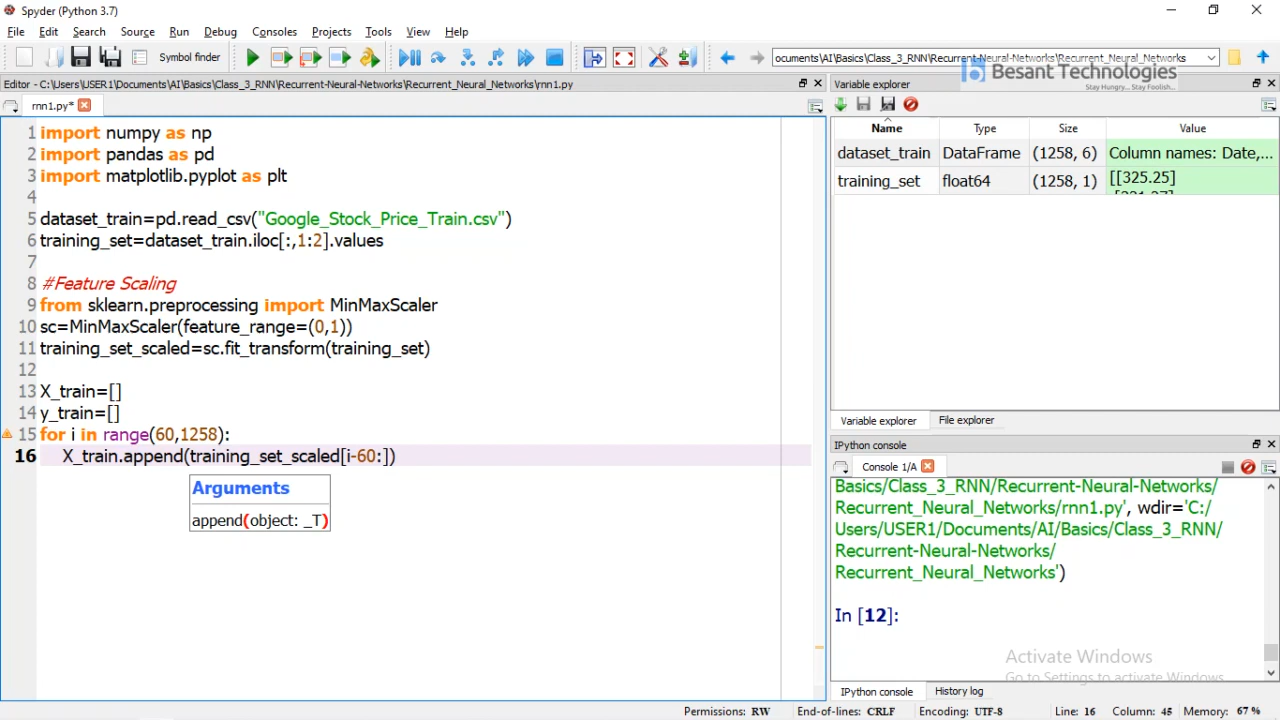 Spyder (Python 3.7)
File Edit Search Source Run Debug Consoles Projects Tools View Help
Symbol finder
ocuments\AI\Basics\Class_3_RNN\Recurrent-Neural-Networks\Recurrent_Neural_Networks
Besant Technologies
Stay Hungry... Stay Foolish...
Editor - C:\Users\USER1\Documents\AI\Basics\Class_3_RNN\Recurrent-Neural-Networks\Recurrent_Neural_Networks\rnn1.py
rnn1.py*
1 import numpy as np
2 import pandas as pd
3 import matplotlib.pyplot as plt
4
5 dataset_train=pd.read_csv("Google_Stock_Price_Train.csv")
6 training_set=dataset_train.iloc[:,1:2].values
7
8 #Feature Scaling
9 from sklearn.preprocessing import MinMaxScaler
10 sc=MinMaxScaler(feature_range=(0,1))
11 training_set_scaled=sc.fit_transform(training_set)
12
13 X_train=[]
14 y_train=[]
15 for i in range(60,1258):
16 X_train.append(training_set_scaled[i-60:])
Arguments
append(object: _T)
Variable explorer
Name Type Size Value
dataset_train DataFrame (1258, 6) Column names: Date,...
training_set float64 (1258, 1) [[325.25]
Variable explorer File explorer
IPython console
Console 1/A
Basics/Class_3_RNN/Recurrent-Neural-Networks/
Recurrent_Neural_Networks/rnn1.py', wdir='C:/
Users/USER1/Documents/AI/Basics/Class_3_RNN/
Recurrent-Neural-Networks/
Recurrent_Neural_Networks')
In [12]:
Activate Windows
Go to Settings to activate Windows.
IPython console History log
Permissions: RW End-of-lines: CRLF Encoding: UTF-8 Line: 16 Column: 45 Memory: 67 %